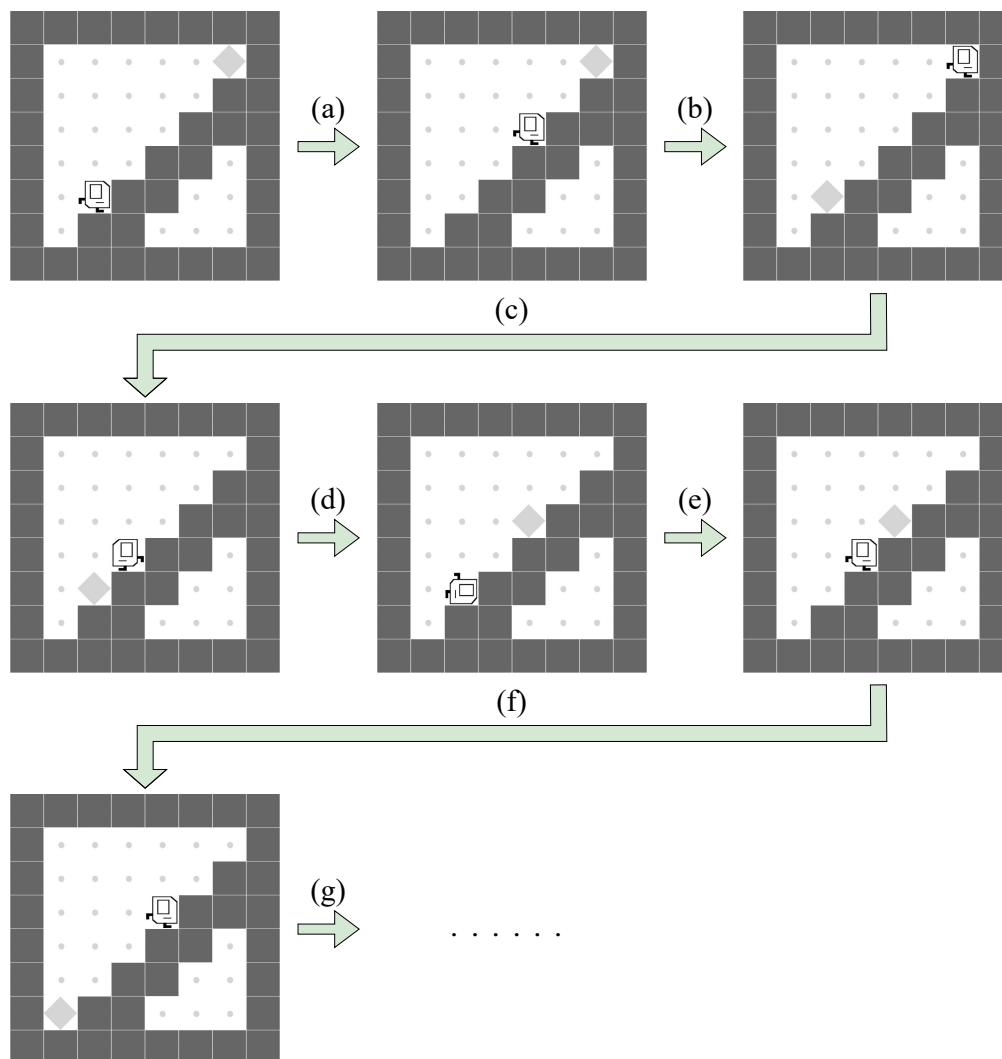 (a)
(b)
(c)
(d)
(e)
(f)
(g)
. . . . . .